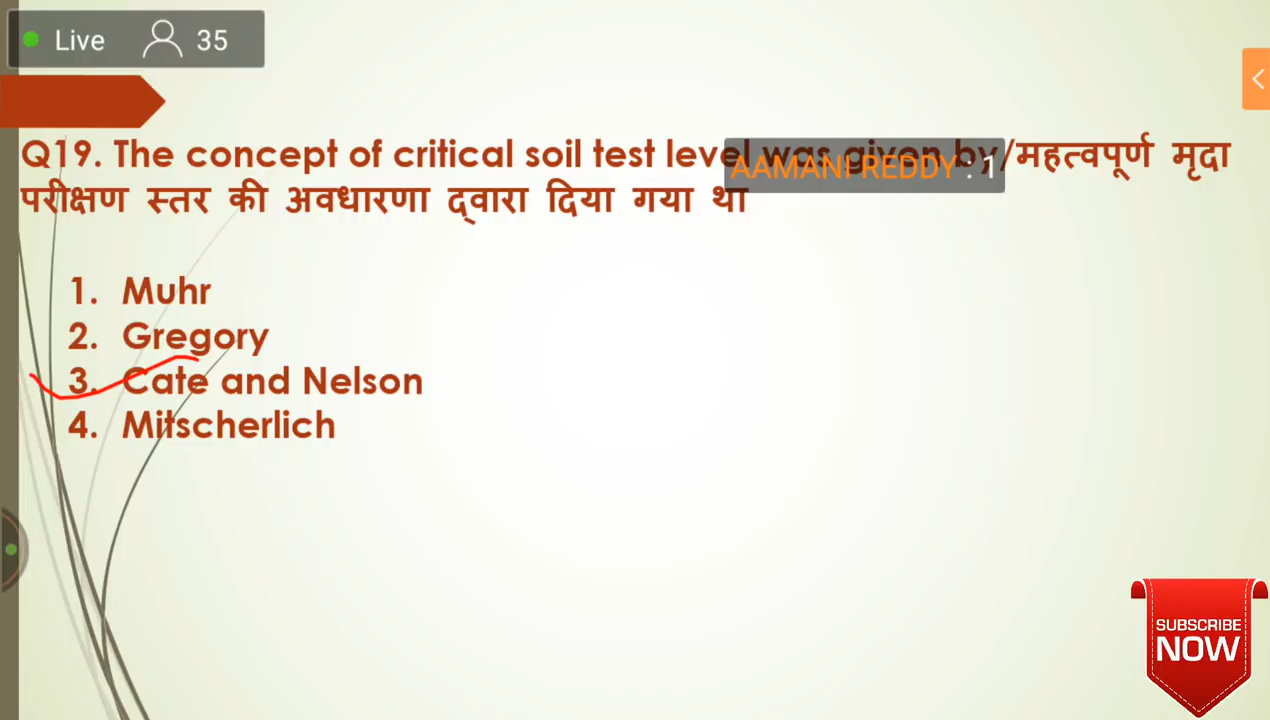 Live 35
Q19. The concept of critical soil test level was given by/महत्वपूर्ण मृदा
AAMANI REDDY : 1
परीक्षण स्तर की अवधारणा द्वारा दिया गया था
1. Muhr
2. Gregory
3. Cate and Nelson
4. Mitscherlich
SUBSCRIBE
NOW